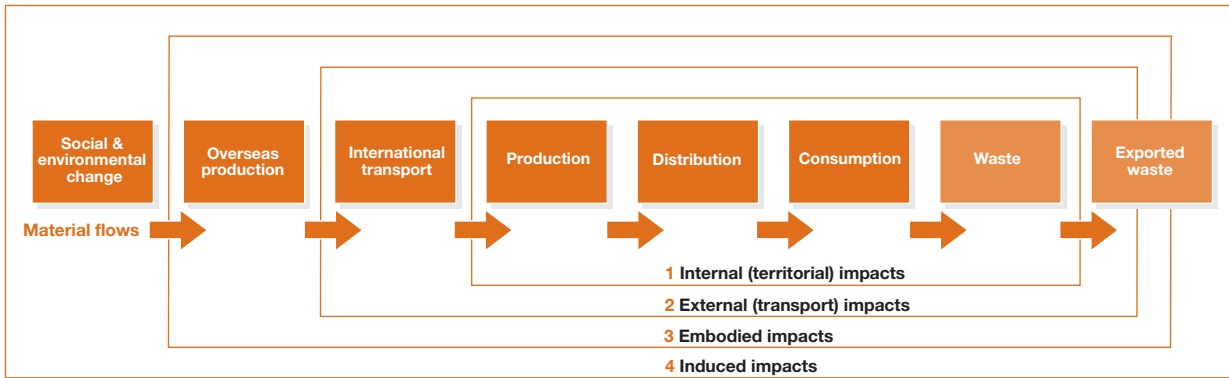 Social &
environmental
change
Overseas
production
International
transport
Production
Distribution
Consumption
Waste
Exported
waste
Material flows
1 Internal (territorial) impacts
2 External (transport) impacts
3 Embodied impacts
4 Induced impacts